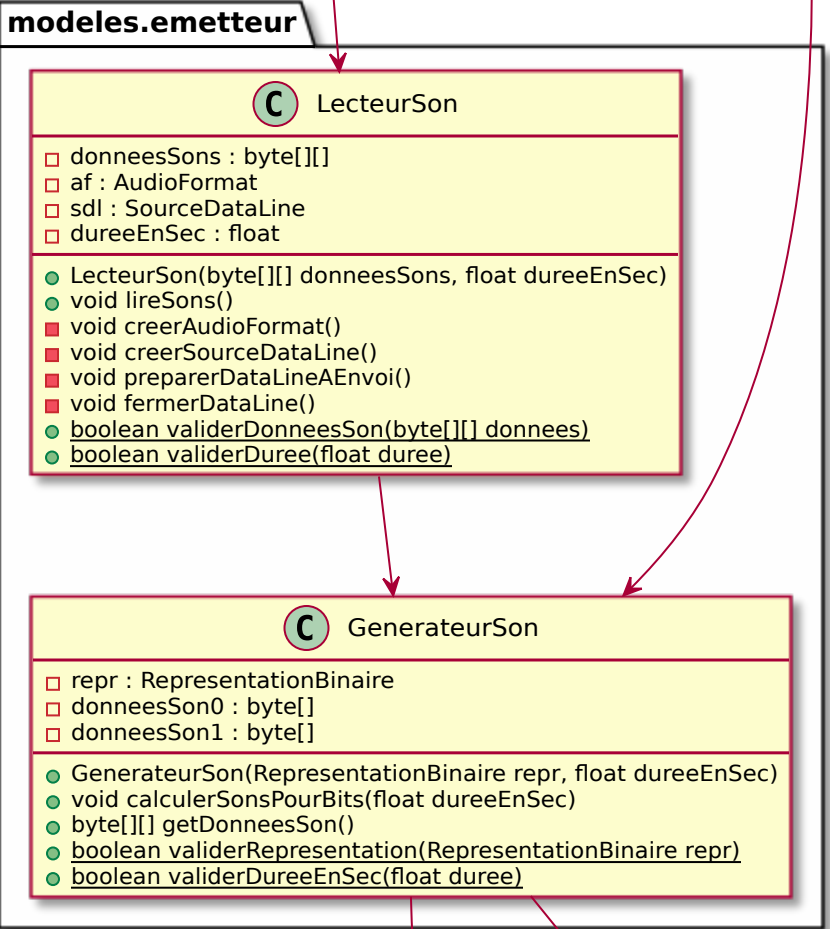 modeles.emetteur
C LecteurSon
donneesSons : byte[][]
af : AudioFormat
sdl : SourceDataLine
dureeEnSec : float
LecteurSon(byte[][] donneesSons, float dureeEnSec)
void lireSons()
void creerAudioFormat()
void creerSourceDataLine()
void preparerDataLineAEnvoi()
void fermerDataLine()
boolean validerDonneesSon(byte[][] donnees)
boolean validerDuree(float duree)
C GenerateurSon
repr : RepresentationBinaire
donneesSon0 : byte[]
donneesSon1 : byte[]
GenerateurSon(RepresentationBinaire repr, float dureeEnSec)
void calculerSonsPourBits(float dureeEnSec)
byte[][] getDonneesSon()
boolean validerRepresentation(RepresentationBinaire repr)
boolean validerDureeEnSec(float duree)